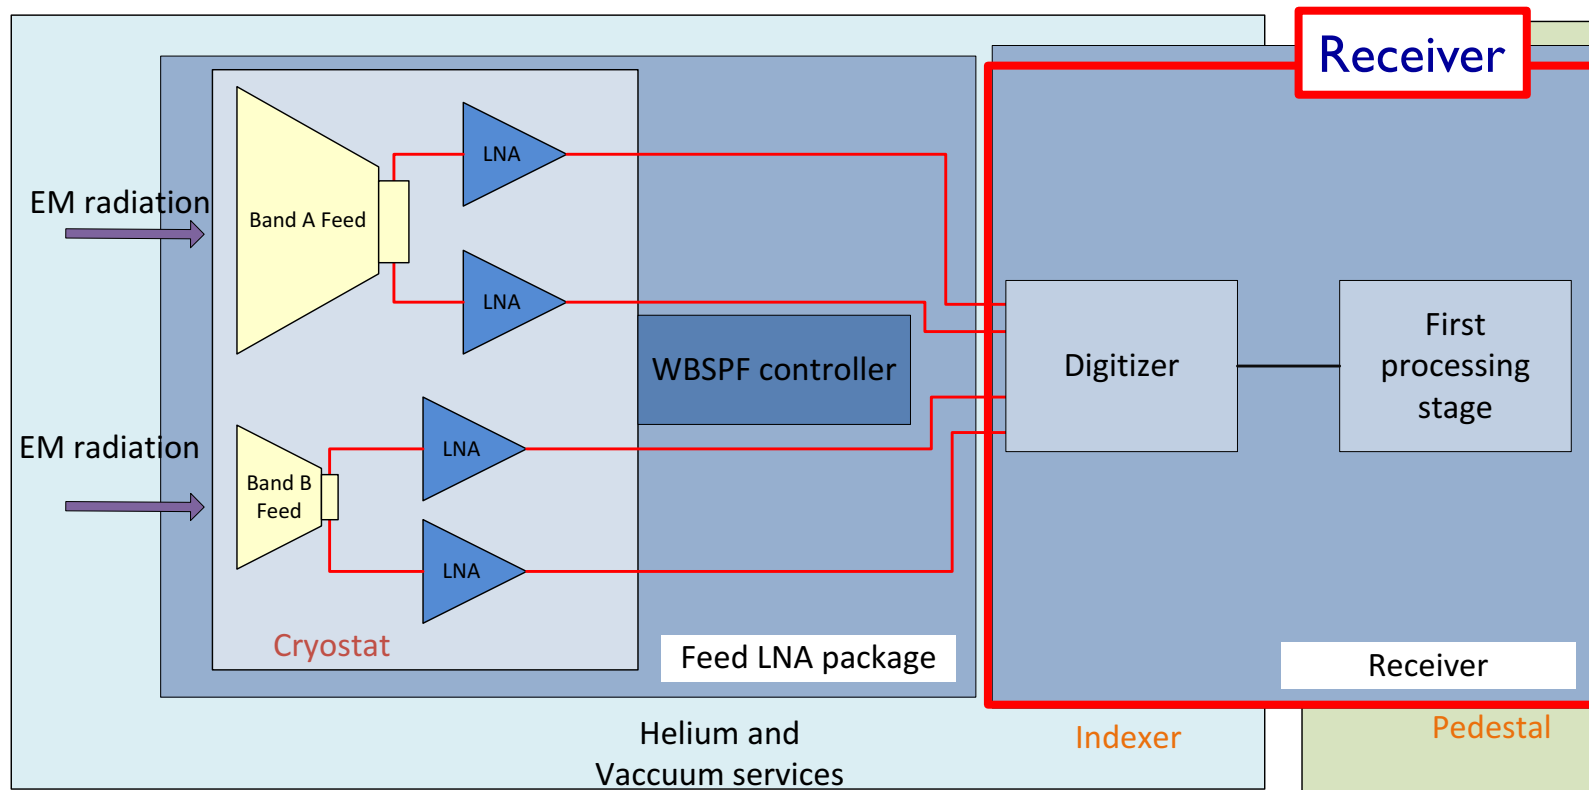 Receiver
EM radiation
Band A Feed
LNA
LNA
WBSPF controller
Digitizer
First
processing
stage
EM radiation
Band B
Feed
LNA
LNA
Cryostat
Feed LNA package
Receiver
Helium and
Vaccuum services
Indexer
Pedestal